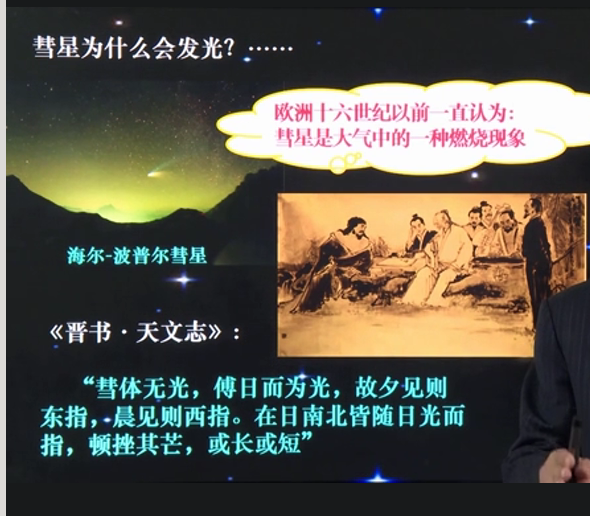 彗星为什么会发光？……
欧洲十六世纪以前一直认为：
彗星是大气中的一种燃烧现象
海尔-波普尔彗星
《晋书·天文志》：
“彗体无光，傅日而为光，故夕见则
东指，晨见则西指。在日南北皆随日光而
指，顿挫其芒，或长或短”